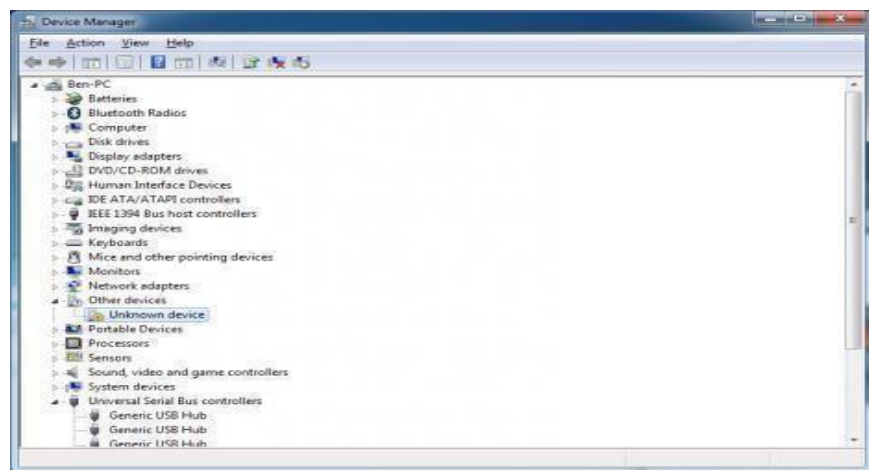 Device Manager
File Action View Help
Ben-PC
Batteries
Bluetooth Radios
Computer
Disk drives
Display adapters
DVD/CD-ROM drives
Human Interface Devices
IDE ATA/ATAPI controllers
IEEE 1394 Bus host controllers
Imaging devices
Keyboards
Mice and other pointing devices
Monitors
Network adapters
Other devices
Unknown device
Portable Devices
Processors
Sensors
Sound, video and game controllers
System devices
Universal Serial Bus controllers
Generic USB Hub
Generic USB Hub
Generic USB Hub